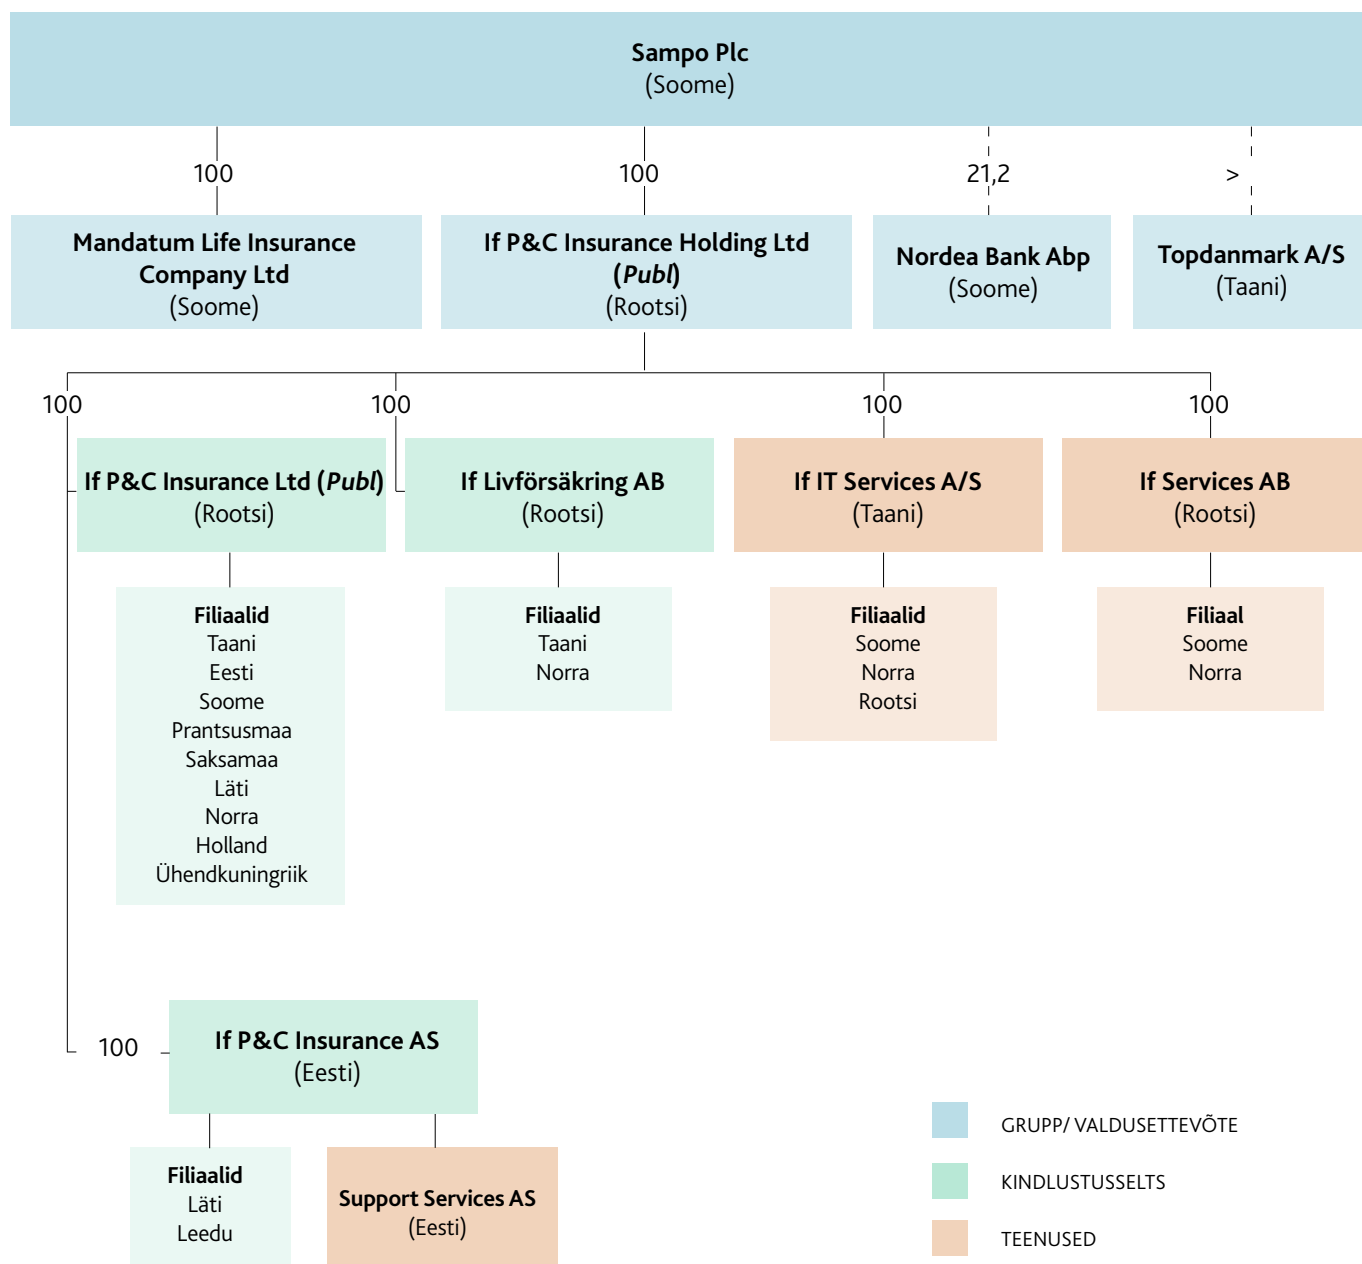 Sampo Plc
(Soome)
100
100
21,2
>
Mandatum Life Insurance
Company Ltd
(Soome)
If P&C Insurance Holding Ltd
(Publ)
(Rootsi)
Nordea Bank Abp
(Soome)
Topdanmark A/S
(Taani)
100
100
100
100
If P&C Insurance Ltd (Publ)
(Rootsi)
If Livförsäkring AB
(Rootsi)
If IT Services A/S
(Taani)
If Services AB
(Rootsi)
Filiaalid
Taani
Eesti
Soome
Prantsusmaa
Saksamaa
Läti
Norra
Holland
Ühendkuningriik
Filiaalid
Taani
Norra
Filiaalid
Soome
Norra
Rootsi
Filiaal
Soome
Norra
100
If P&C Insurance AS
(Eesti)
Filiaalid
Läti
Leedu
Support Services AS
(Eesti)
GRUPP/ VALDUSETTEVÕTE
KINDLUSTUSSELTS
TEENUSED